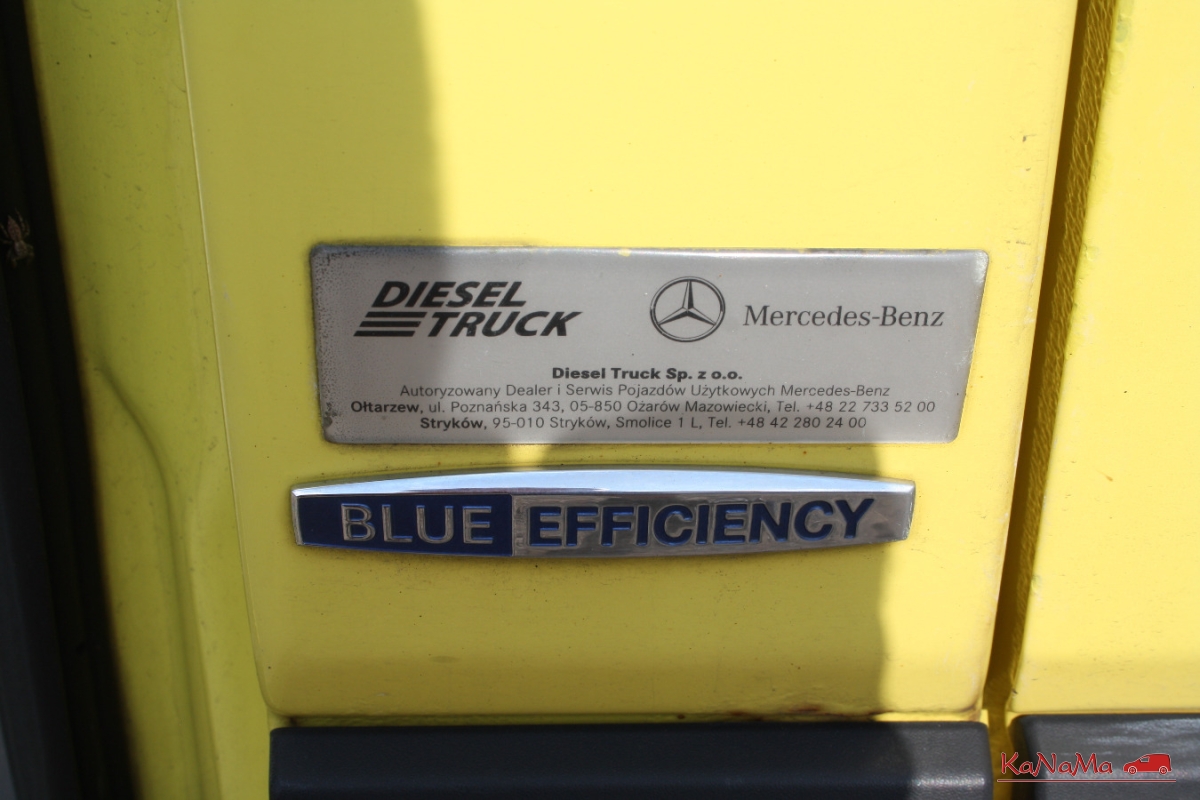 DIESEL
TRUCK
Mercedes-Benz
Diesel Truck Sp. z o.o.
Autoryzowany Dealer i Serwis Pojazdów Użytkowych Mercedes-Benz
Ołtarzew, ul. Poznańska 343, 05-850 Ożarów Mazowiecki, Tel. +48 22 733 52 00
Stryków, 95-010 Stryków, Smolice 1 L, Tel. +48 42 280 24 00
BLUE EFFICIENCY
KaNaMa